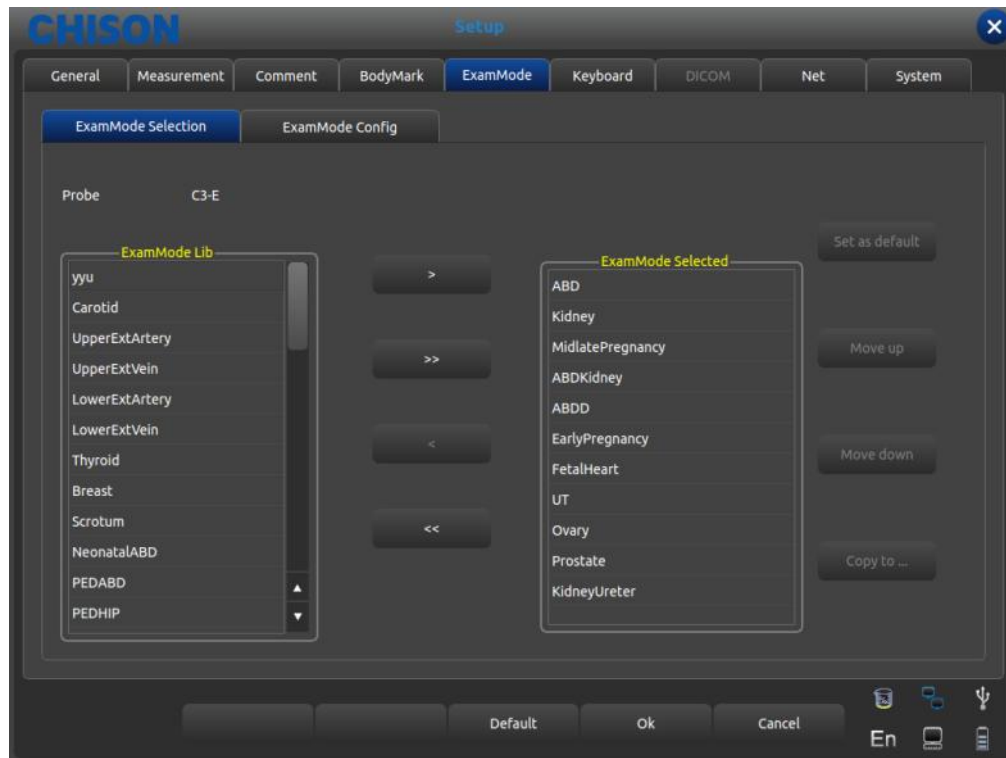 CHISON
Setup
General Measurement Comment BodyMark ExamMode Keyboard DICOM Net System
ExamMode Selection ExamMode Config
Probe C3-E
ExamMode Lib
yyu
Carotid
UpperExtArtery
UpperExtVein
LowerExtArtery
LowerExtVein
Thyroid
Breast
Scrotum
NeonatalABD
PEDABD
PEDHIP
>
>>
<
<<
ExamMode Selected
ABD
Kidney
MidlatePregnancy
ABDKidney
ABDD
EarlyPregnancy
FetalHeart
UT
Ovary
Prostate
KidneyUreter
Set as default
Move up
Move down
Copy to ...
Default Ok Cancel
En